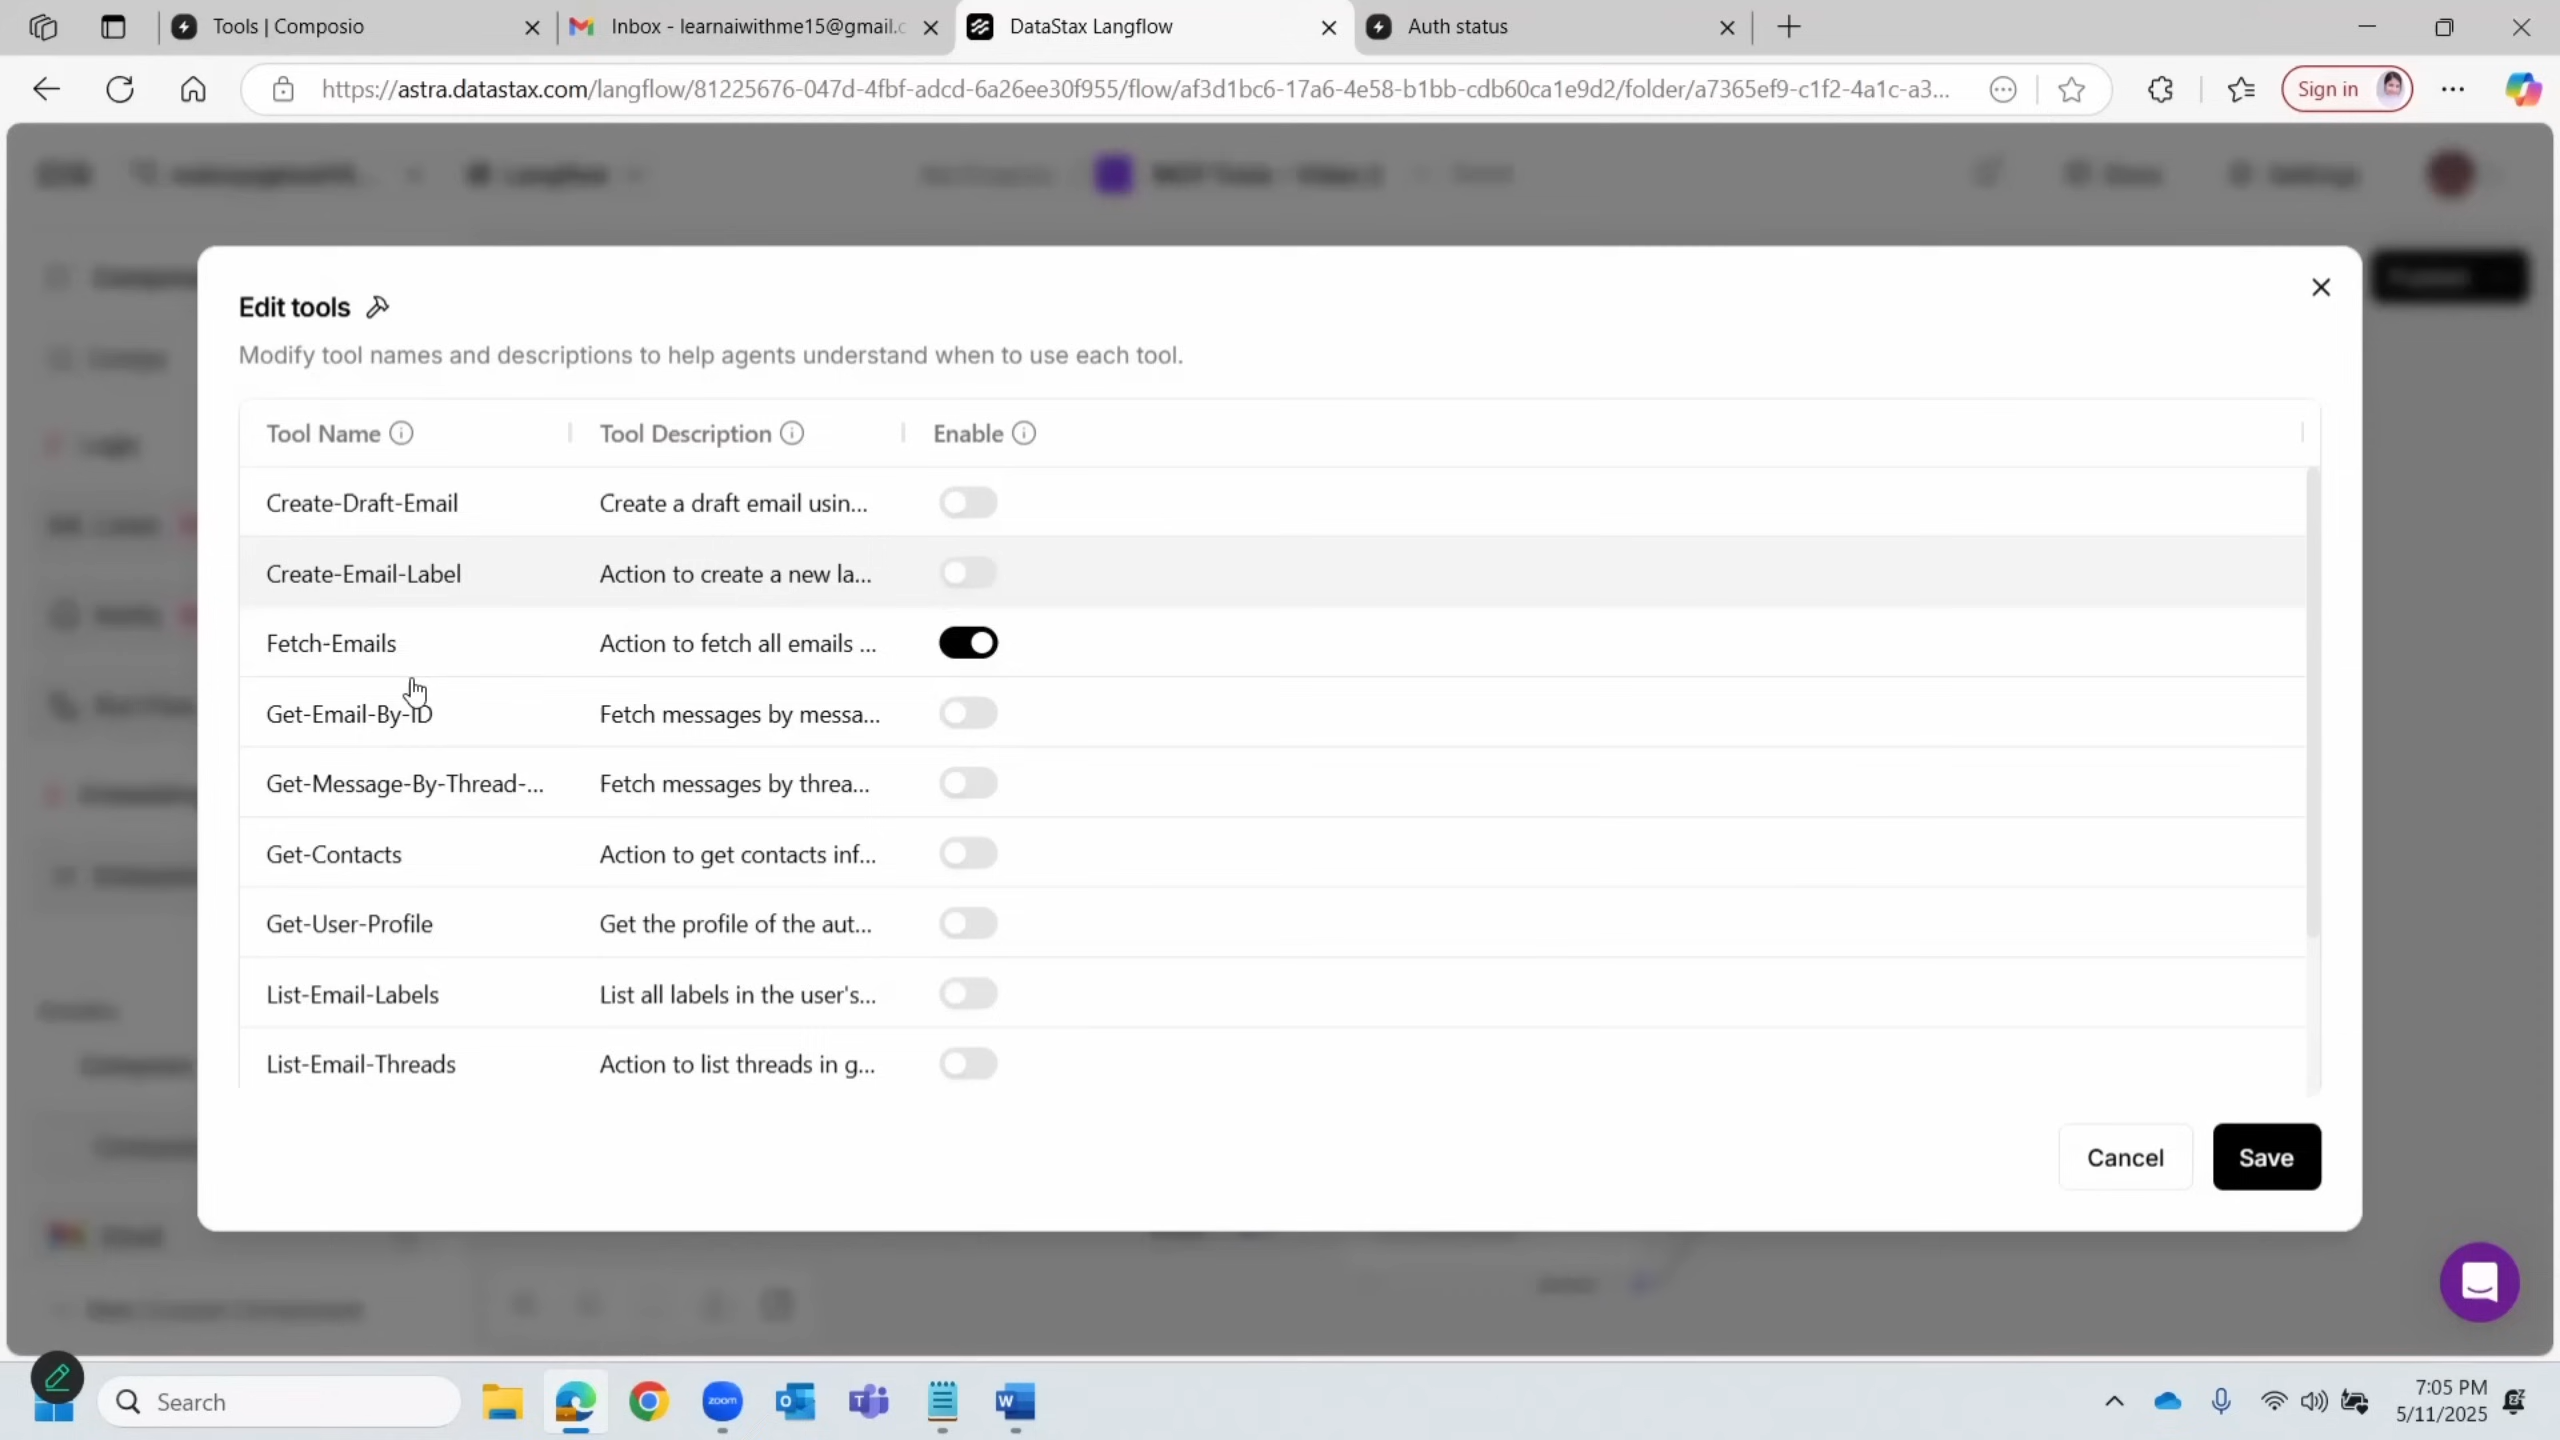 Tools | Composio
Inbox - learnaiwithme15@gmail.c
DataStax Langflow
Auth status
https://astra.datastax.com/langflow/81225676-047d-4fbf-adcd-6a26ee30f955/flow/af3d1bc6-17a6-4e58-b1bb-cdb60ca1e9d2/folder/a7365ef9-c1f2-4a1c-a3...
Sign in
Edit tools
Modify tool names and descriptions to help agents understand when to use each tool.
Tool Name Tool Description Enable
Create-Draft-Email Create a draft email usin...
Create-Email-Label Action to create a new la...
Fetch-Emails Action to fetch all emails ...
Get-Email-By-ID Fetch messages by messa...
Get-Message-By-Thread-... Fetch messages by threa...
Get-Contacts Action to get contacts inf...
Get-User-Profile Get the profile of the aut...
List-Email-Labels List all labels in the user's...
List-Email-Threads Action to list threads in g...
Cancel Save
Search
zoom
7:05 PM
5/11/2025